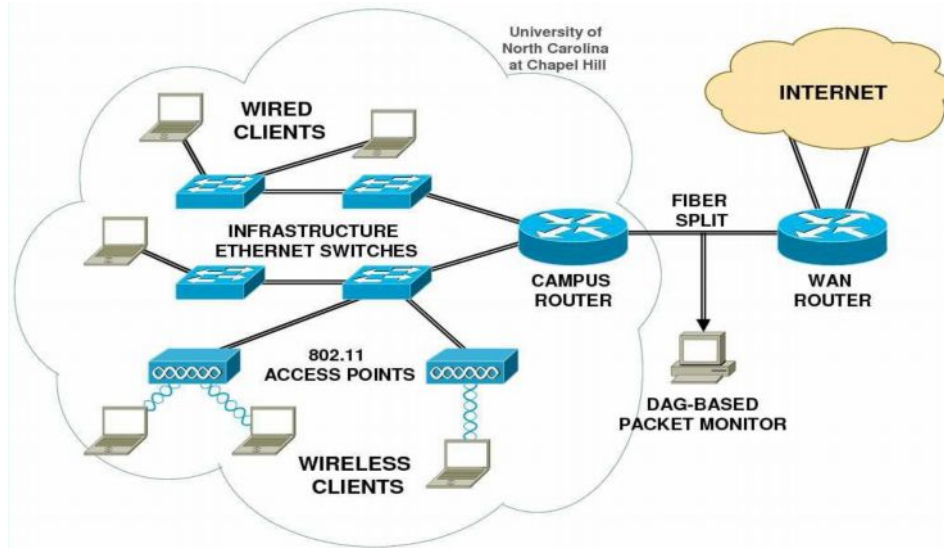 University of
North Carolina
at Chapel Hill
WIRED
CLIENTS
INTERNET
FIBER
SPLIT
INFRASTRUCTURE
ETHERNET SWITCHES
CAMPUS
ROUTER
WAN
ROUTER
802.11
ACCESS POINTS
DAG-BASED
PACKET MONITOR
WIRELESS
CLIENTS